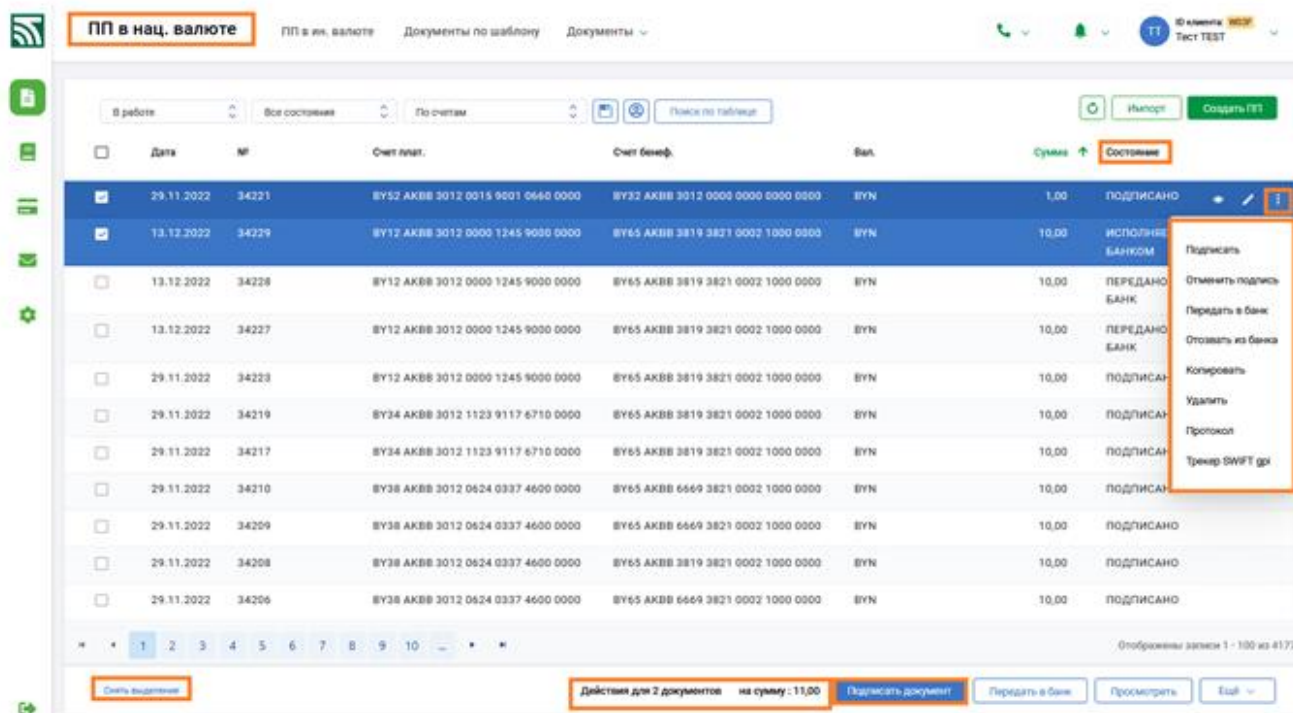 ПП в нац. валюте ПП в ин. валюте Документы по шаблону Документы ID клиента: W03F
TT Тест TEST
В работе Все состояния По счетам Поиск по таблице Импорт Создать ПП
Дата № Счет плат. Счет бенеф. Вал. Сумма ↑ Состояние
29.11.2022 34221 BY52 AKBB 3012 0015 9001 0660 0000 BY32 AKBB 3012 0000 0000 0000 0000 BYN 1,00 ПОДПИСАНО
13.12.2022 34229 BY12 AKBB 3012 0000 1245 9000 0000 BY65 AKBB 3819 3821 0002 1000 0000 BYN 10,00 ИСПОЛНЯЕ
БАНКОМ
13.12.2022 34228 BY12 AKBB 3012 0000 1245 9000 0000 BY65 AKBB 3819 3821 0002 1000 0000 BYN 10,00 ПЕРЕДАНО
БАНК
13.12.2022 34227 BY12 AKBB 3012 0000 1245 9000 0000 BY65 AKBB 3819 3821 0002 1000 0000 BYN 10,00 ПЕРЕДАНО
БАНК
29.11.2022 34223 BY12 AKBB 3012 0000 1245 9000 0000 BY65 AKBB 3819 3821 0002 1000 0000 BYN 10,00 ПОДПИСАН
29.11.2022 34219 BY34 AKBB 3012 1123 9117 6710 0000 BY65 AKBB 3819 3821 0002 1000 0000 BYN 10,00 ПОДПИСАН
29.11.2022 34217 BY34 AKBB 3012 1123 9117 6710 0000 BY65 AKBB 3819 3821 0002 1000 0000 BYN 10,00 ПОДПИСАН
29.11.2022 34210 BY38 AKBB 3012 0624 0337 4600 0000 BY65 AKBB 6669 3821 0002 1000 0000 BYN 10,00 ПОДПИСАН
29.11.2022 34209 BY38 AKBB 3012 0624 0337 4600 0000 BY65 AKBB 6669 3821 0002 1000 0000 BYN 10,00 ПОДПИСАНО
29.11.2022 34208 BY38 AKBB 3012 0624 0337 4600 0000 BY65 AKBB 3819 3821 0002 1000 0000 BYN 10,00 ПОДПИСАНО
29.11.2022 34206 BY38 AKBB 3012 0624 0337 4600 0000 BY65 AKBB 6669 3821 0002 1000 0000 BYN 10,00 ПОДПИСАНО
Подписать
Отменить подпись
Передать в банк
Отозвать из банка
Копировать
Удалить
Протокол
Трекер SWIFT gpi
1 2 3 4 5 6 7 8 9 10 ... Отображены записи 1 - 100 из 4177
Снять выделение Действия для 2 документов на сумму : 11,00 Подписать документ Передать в банк Просмотреть Ещё